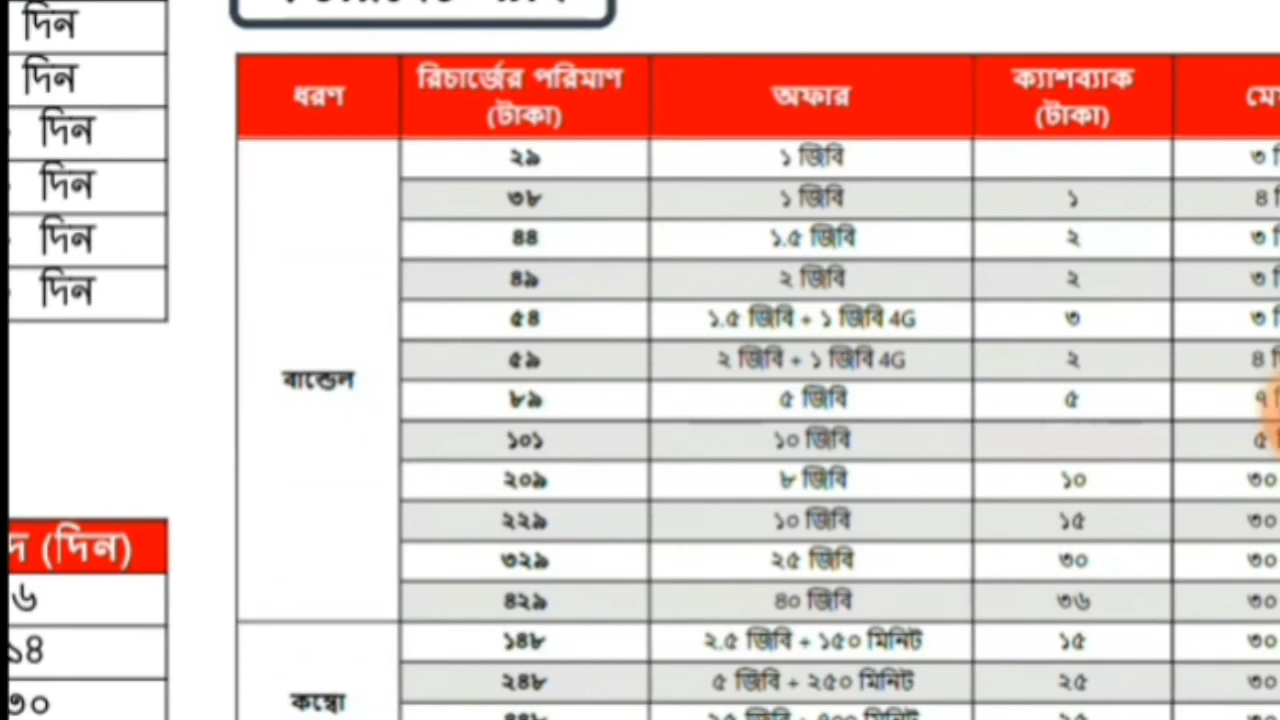 দিন
দিন
দিন
দিন
দিন
দিন
(দিন)
৬
১৪
৩০
ধরণ রিচার্জের পরিমাণ (টাকা) অফার ক্যাশব্যাক (টাকা)
২৯ ১ জিবি ৩
৩৮ ১ জিবি ১ ৪
৪৪ ১.৫ জিবি ২ ৩
৪৯ ২ জিবি ২ ৩
৫৪ ১.৫ জিবি + ১ জিবি 4G ৩ ৩
৫৯ ২ জিবি + ১ জিবি 4G ২ ৪
বান্ডেল
৮৯ ৫ জিবি ৫ ৭
১০১ ১০ জিবি ৫
২০৯ ৮ জিবি ১০ ৩০
২২৯ ১০ জিবি ১৫ ৩০
৩২৯ ২৫ জিবি ৩০ ৩০
৪২৯ ৪০ জিবি ৩৬ ৩০
১৪৮ ২.৫ জিবি + ১৫০ মিনিট ১৫ ৩০
২৪৮ ৫ জিবি + ২৫০ মিনিট ২৫ ৩০
কম্বো